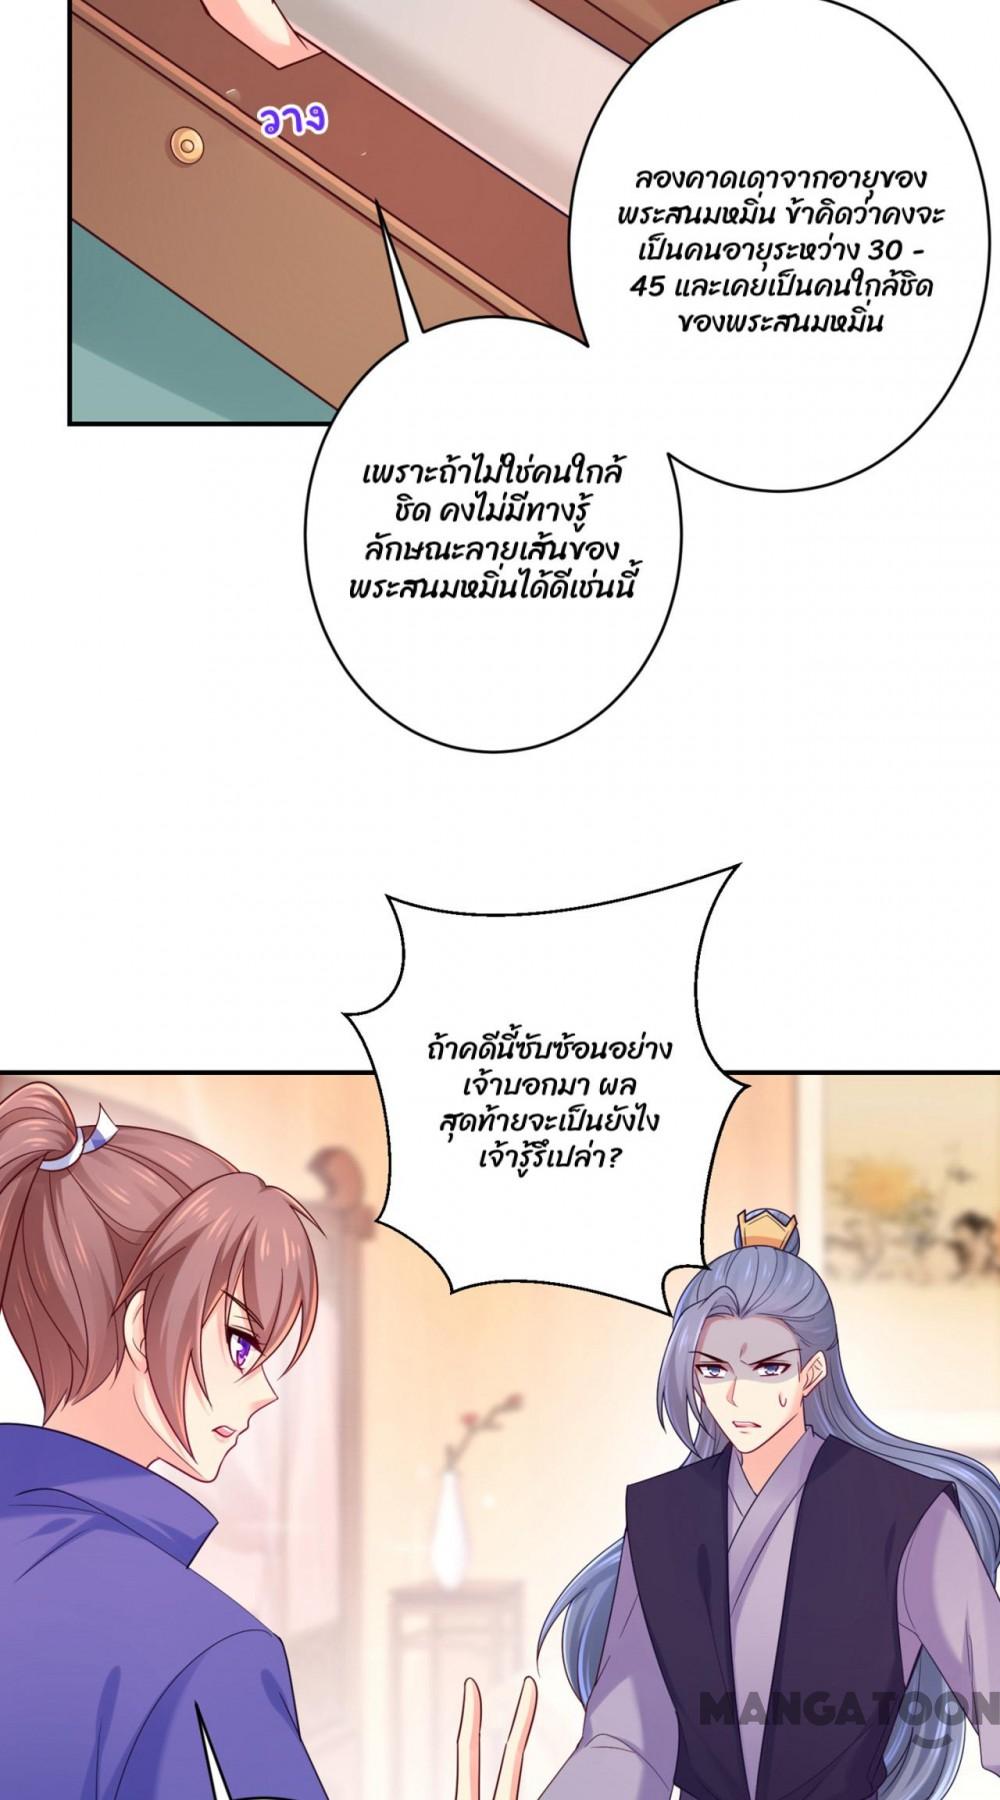 วาง
ลองคาดเดาจากอายุของ
พระสนมหมิ่น ข้าคิดว่าคงจะ
เป็นคนอายุระหว่าง 30 -
45 และเคยเป็นคนใกล้ชิด
ของพระสนมหมิ่น
เพราะถ้าไม่ใช่คนใกล้
ชิด คงไม่มีทางรู้
ลักษณะลายเส้นของ
พระสนมหมิ่นได้ดีเช่นนี้
ถ้าคดีนี้ซับซ้อนอย่าง
เจ้าบอกมา ผล
สุดท้ายจะเป็นยังไง
เจ้ารู้รึเปล่า?
MANGATOON